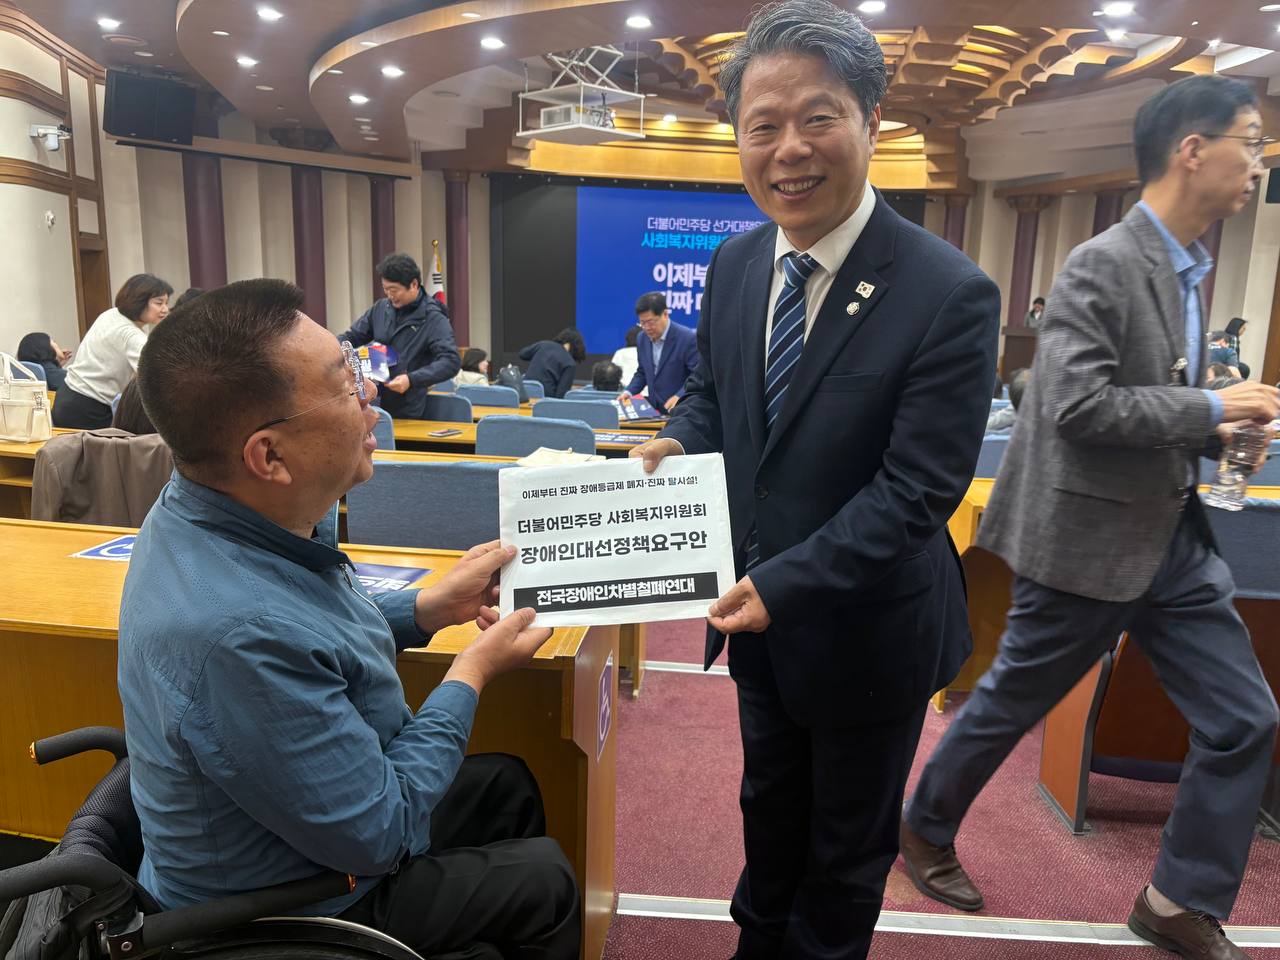 더불어민주당 선거대책위
사회복지위원
이제부
진짜 대
이제부터 진짜 장애등급제 폐지·진짜 탈시설!
더불어민주당 사회복지위원회
장애인대선정책요구안
전국장애인차별철폐연대